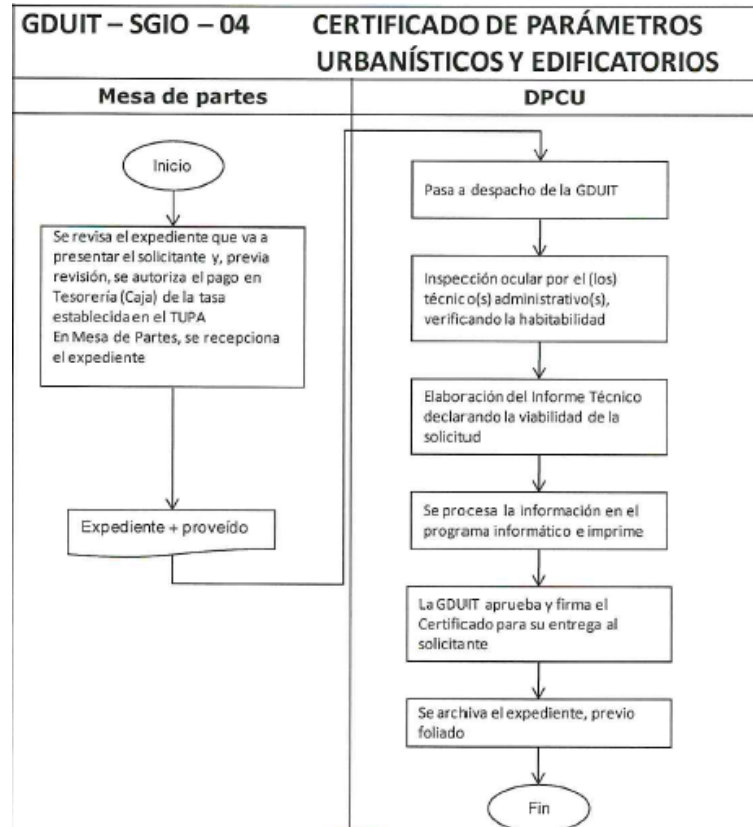 GDUIT – SGIO – 04 CERTIFICADO DE PARÁMETROS
URBANÍSTICOS Y EDIFICATORIOS
Mesa de partes
DPCU
Inicio
Se revisa el expediente que va a
presentar el solicitante y, previa
revisión, se autoriza el pago en
Tesorería (Caja) de la tasa
establecida en el TUPA
En Mesa de Partes, se recepciona
el expediente
Expediente + proveído
Pasa a despacho de la GDUIT
Inspección ocular por el (los)
técnico(s) administrativo(s),
verificando la habitabilidad
Elaboración del Informe Técnico
declarando la viabilidad de la
solicitud
Se procesa la información en el
programa informático e imprime
La GDUIT aprueba y firma el
Certificado para su entrega al
solicitante
Se archiva el expediente, previo
foliado
Fin